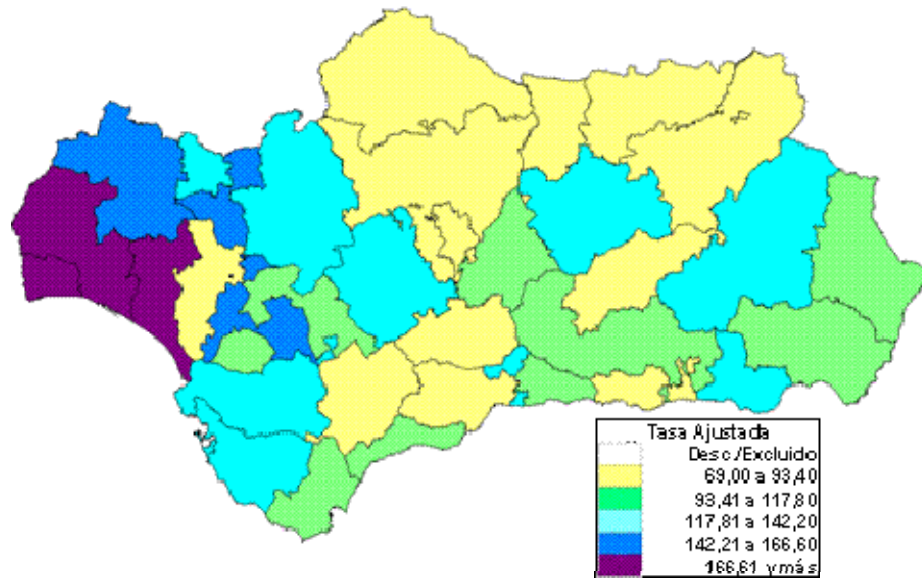 Tasa Ajustada
Desc./Excluido
69,00 a 93,40
93,41 a 117,80
117,81 a 142,20
142,21 a 166,60
166,61 y más